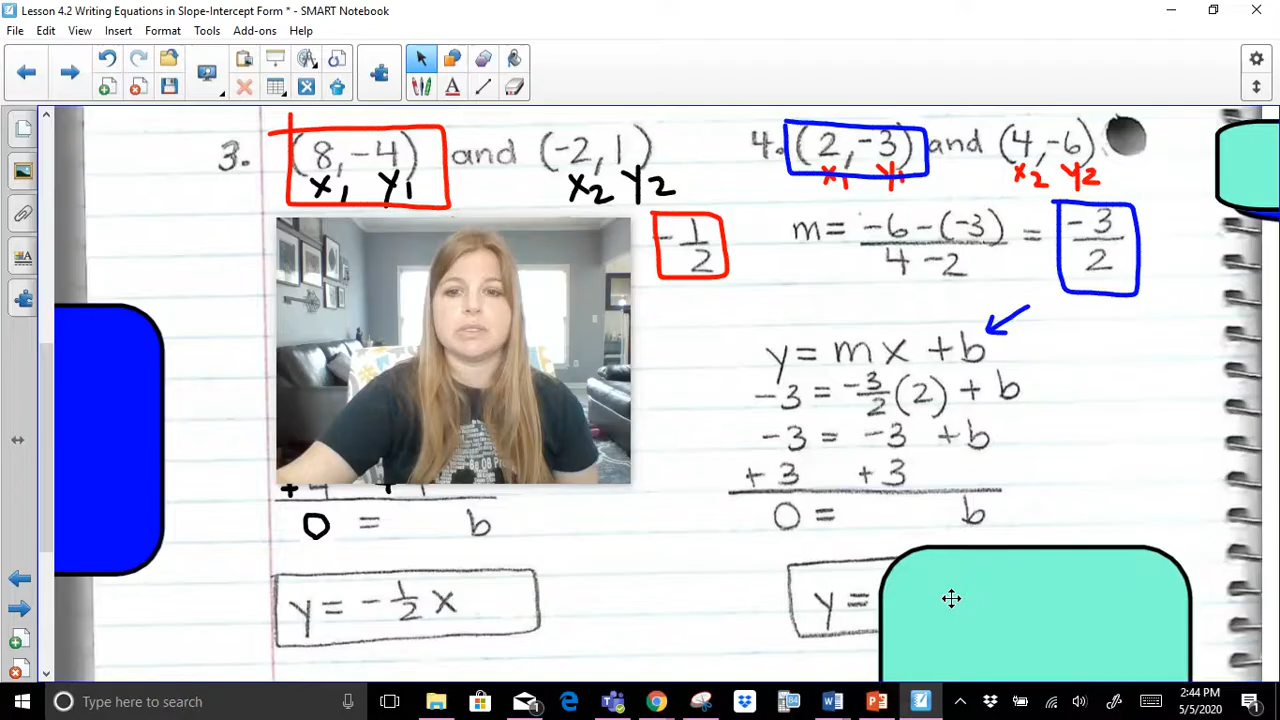 Lesson 4.2 Writing Equations in Slope-Intercept Form * - SMART Notebook
File Edit View Insert Format Tools Add-ons Help
3. (8,-4) and (-2,1)
x₁ y₁ x₂ y₂
-1/2
0 = b
y = -1/2 x
4. (2,-3) and (4,-6)
x₁ y₁ x₂ y₂
m = -6-(-3)/4-2 = -3/2
y = mx + b
-3 = -3/2 (2) + b
-3 = -3 + b
+3 +3
0 = b
y =
Type here to search
2:44 PM
5/5/2020